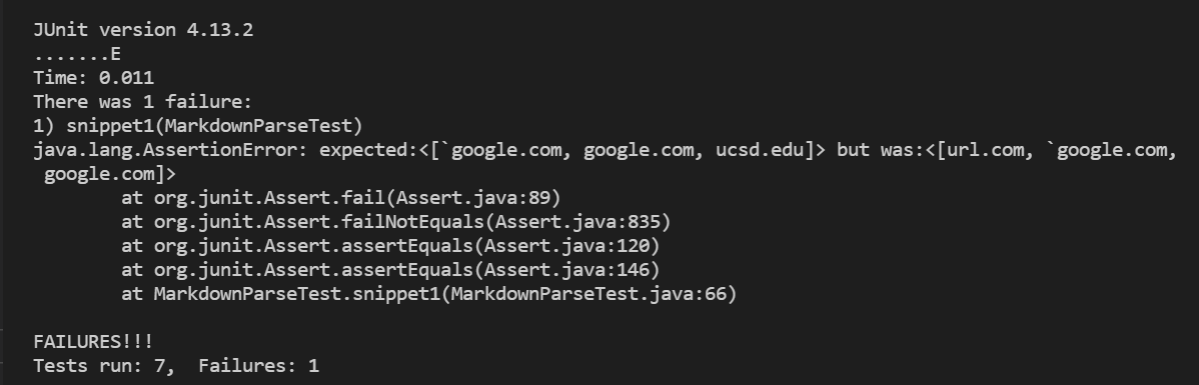 JUnit version 4.13.2
.......E
Time: 0.011
There was 1 failure:
1) snippet1(MarkdownParseTest)
java.lang.AssertionError: expected:<[`google.com, google.com, ucsd.edu]> but was:<[url.com, `google.com,
google.com]>
at org.junit.Assert.fail(Assert.java:89)
at org.junit.Assert.failNotEquals(Assert.java:835)
at org.junit.Assert.assertEquals(Assert.java:120)
at org.junit.Assert.assertEquals(Assert.java:146)
at MarkdownParseTest.snippet1(MarkdownParseTest.java:66)
FAILURES!!!
Tests run: 7,  Failures: 1